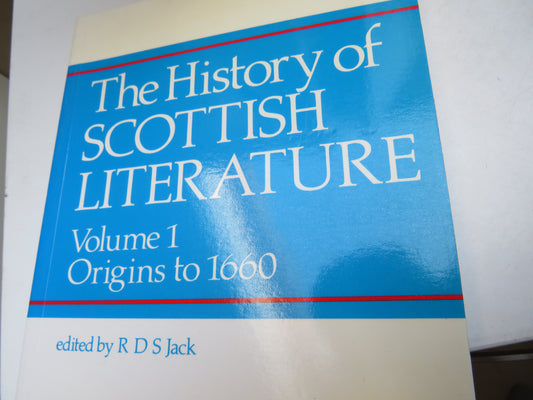 The History of
SCOTTISH
LITERATURE
Volume 1
Origins to 1660
edited by R D S Jack